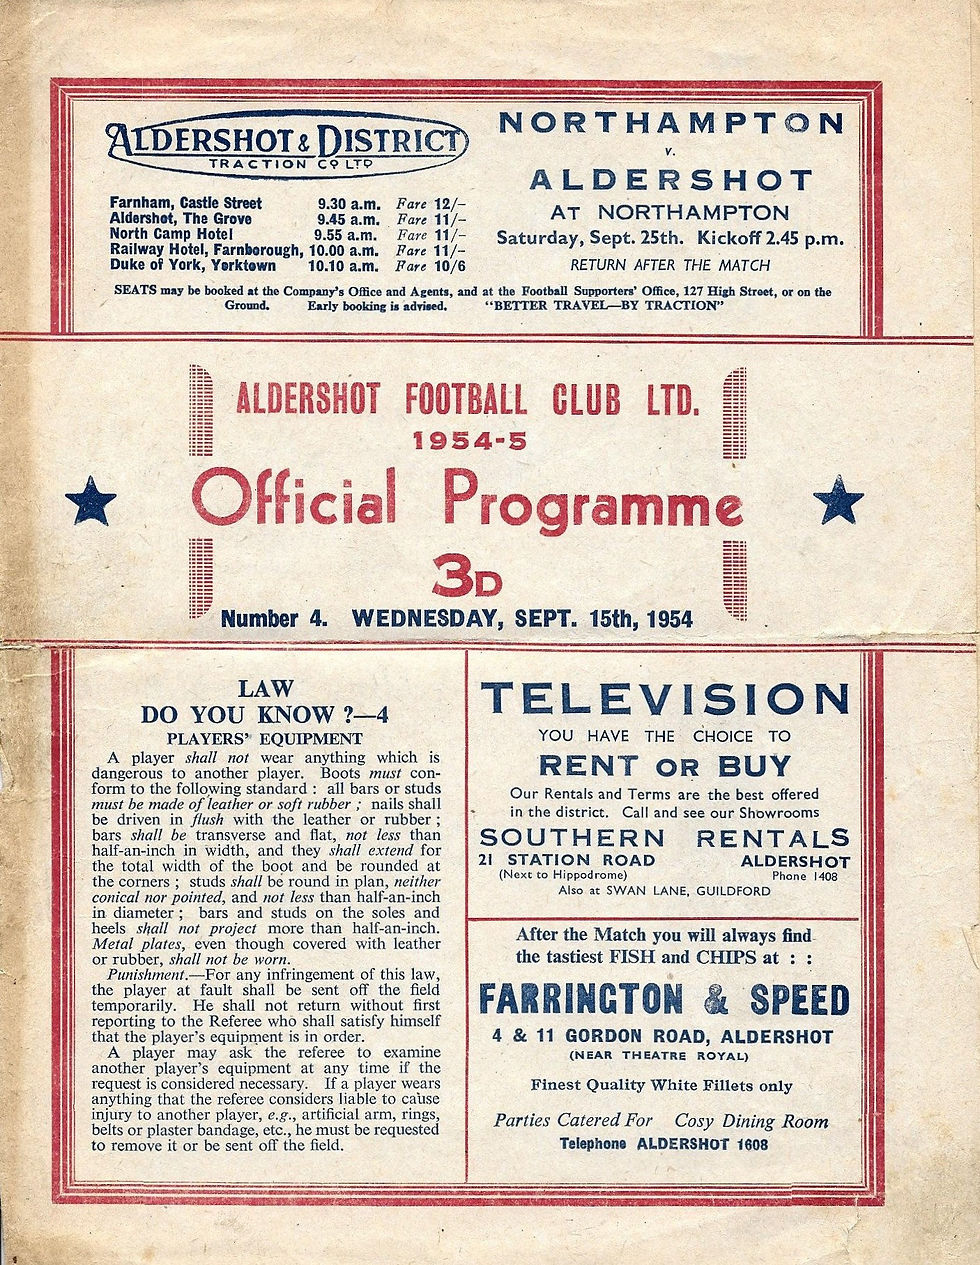 ALDERSHOT & DISTRICT
TRACTION CO LTD
Farnham, Castle Street 9.30 a.m. Fare 12/-
Aldershot, The Grove 9.45 a.m. Fare 11/-
North Camp Hotel 9.55 a.m. Fare 11/-
Railway Hotel, Farnborough, 10.00 a.m. Fare 11/-
Duke of York, Yorktown 10.10 a.m. Fare 10/6
NORTHAMPTON
v.
ALDERSHOT
AT NORTHAMPTON
Saturday, Sept. 25th. Kickoff 2.45 p.m.
RETURN AFTER THE MATCH
SEATS may be booked at the Company's Office and Agents, and at the Football Supporters' Office, 127 High Street, or on the
Ground. Early booking is advised. "BETTER TRAVEL—BY TRACTION"
ALDERSHOT FOOTBALL CLUB LTD.
1954-5
Official Programme
3D
Number 4. WEDNESDAY, SEPT. 15th, 1954
LAW
DO YOU KNOW ?—4
PLAYERS' EQUIPMENT
A player shall not wear anything which is
dangerous to another player. Boots must con-
form to the following standard : all bars or studs
must be made of leather or soft rubber ; nails shall
be driven in flush with the leather or rubber ;
bars shall be transverse and flat, not less than
half-an-inch in width, and they shall extend for
the total width of the boot and be rounded at
the corners ; studs shall be round in plan, neither
conical nor pointed, and not less than half-an-inch
in diameter ; bars and studs on the soles and
heels shall not project more than half-an-inch.
Metal plates, even though covered with leather
or rubber, shall not be worn.
Punishment.—For any infringement of this law,
the player at fault shall be sent off the field
temporarily. He shall not return without first
reporting to the Referee who shall satisfy himself
that the player's equipment is in order.
A player may ask the referee to examine
another player's equipment at any time if the
request is considered necessary. If a player wears
anything that the referee considers liable to cause
injury to another player, e.g., artificial arm, rings,
belts or plaster bandage, etc., he must be requested
to remove it or be sent off the field.
TELEVISION
YOU HAVE THE CHOICE TO
RENT OR BUY
Our Rentals and Terms are the best offered
in the district. Call and see our Showrooms
SOUTHERN RENTALS
21 STATION ROAD ALDERSHOT
(Next to Hippodrome) Phone 1408
Also at SWAN LANE, GUILDFORD
After the Match you will always find
the tastiest FISH and CHIPS at : :
FARRINGTON & SPEED
4 & 11 GORDON ROAD, ALDERSHOT
(NEAR THEATRE ROYAL)
Finest Quality White Fillets only
Parties Catered For Cosy Dining Room
Telephone ALDERSHOT 1608